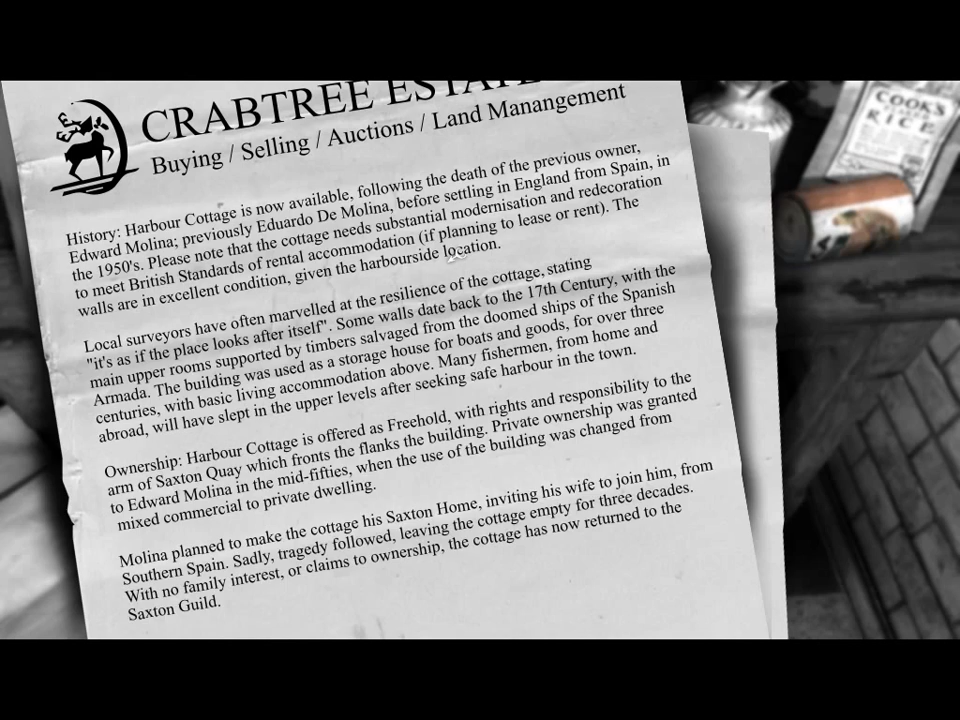 CRABTREE ESTATE
Buying / Selling / Auctions / Land Manangement
History: Harbour Cottage is now available, following the death of the previous owner,
Edward Molina; previously Eduardo De Molina, before settling in England from Spain, in
the 1950's. Please note that the cottage needs substantial modernisation and redecoration
to meet British Standards of rental accommodation (if planning to lease or rent). The
walls are in excellent condition, given the harbourside location.
Local surveyors have often marvelled at the resilience of the cottage, stating
"it's as if the place looks after itself". Some walls date back to the 17th Century, with the
main upper rooms supported by timbers salvaged from the doomed ships of the Spanish
Armada. The building was used as a storage house for boats and goods, for over three
centuries, with basic living accommodation above. Many fishermen, from home and
abroad, will have slept in the upper levels after seeking safe harbour in the town.
Ownership: Harbour Cottage is offered as Freehold, with rights and responsibility to the
arm of Saxton Quay which fronts the flanks the building. Private ownership was granted
to Edward Molina in the mid-fifties, when the use of the building was changed from
mixed commercial to private dwelling.
Molina planned to make the cottage his Saxton Home, inviting his wife to join him, from
Southern Spain. Sadly, tragedy followed, leaving the cottage empty for three decades.
With no family interest, or claims to ownership, the cottage has now returned to the
Saxton Guild.
COOK'S
RICE